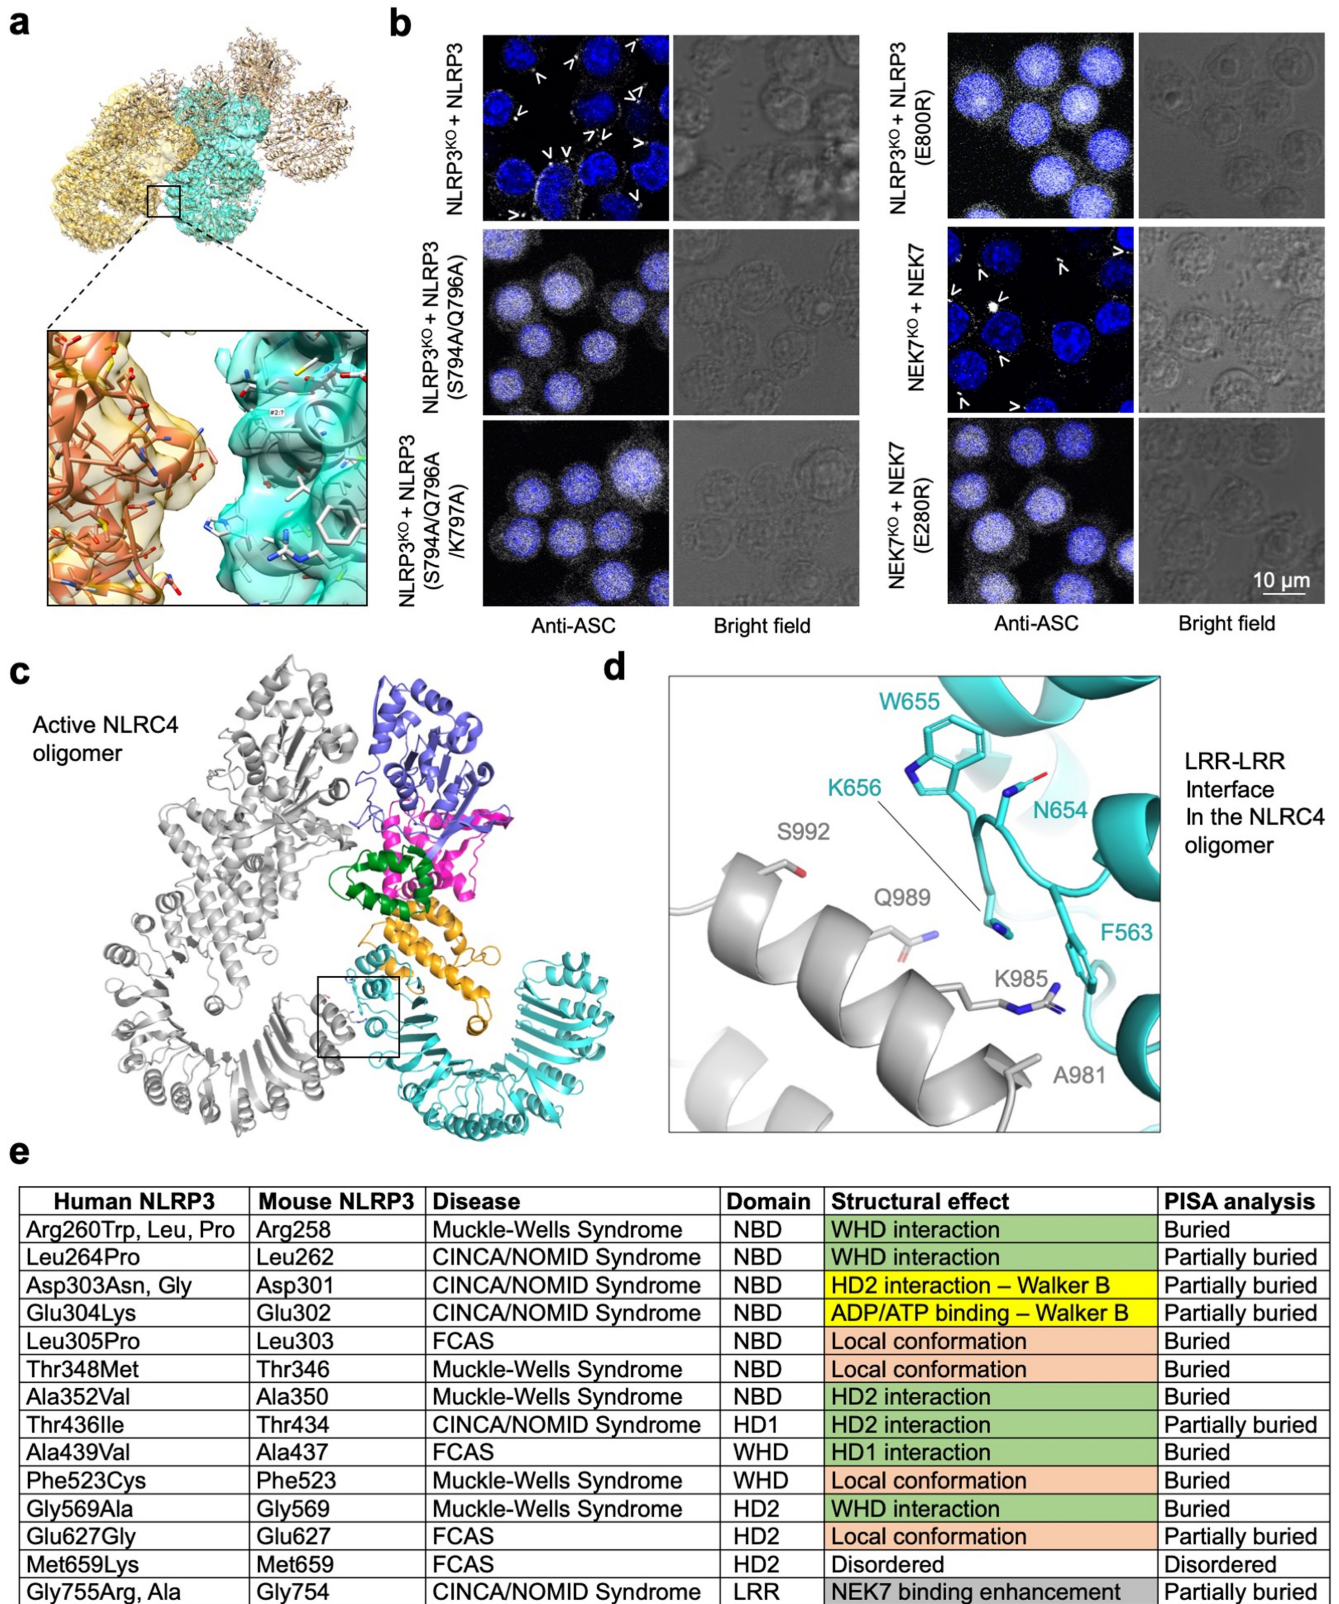 a
#2:?
b
NLRP3KO + NLRP3
NLRP3KO + NLRP3
(S794A/Q796A)
NLRP3KO + NLRP3
(S794A/Q796A
/K797A)
Anti-ASC
Bright field
NLRP3KO + NLRP3
(E800R)
NEK7KO + NEK7
NEK7KO + NEK7
(E280R)
10 µm
Anti-ASC
Bright field
c
Active NLRC4
oligomer
d
W655
K656
N654
S992
Q989
F563
K985
A981
LRR-LRR
Interface
In the NLRC4
oligomer
e
Human NLRP3 Mouse NLRP3 Disease Domain Structural effect PISA analysis
Arg260Trp, Leu, Pro Arg258 Muckle-Wells Syndrome NBD WHD interaction Buried
Leu264Pro Leu262 CINCA/NOMID Syndrome NBD WHD interaction Partially buried
Asp303Asn, Gly Asp301 CINCA/NOMID Syndrome NBD HD2 interaction – Walker B Partially buried
Glu304Lys Glu302 CINCA/NOMID Syndrome NBD ADP/ATP binding – Walker B Partially buried
Leu305Pro Leu303 FCAS NBD Local conformation Buried
Thr348Met Thr346 Muckle-Wells Syndrome NBD Local conformation Buried
Ala352Val Ala350 Muckle-Wells Syndrome NBD HD2 interaction Buried
Thr436Ile Thr434 CINCA/NOMID Syndrome HD1 HD2 interaction Partially buried
Ala439Val Ala437 FCAS WHD HD1 interaction Buried
Phe523Cys Phe523 Muckle-Wells Syndrome WHD Local conformation Buried
Gly569Ala Gly569 Muckle-Wells Syndrome HD2 WHD interaction Buried
Glu627Gly Glu627 FCAS HD2 Local conformation Partially buried
Met659Lys Met659 FCAS HD2 Disordered Disordered
Gly755Arg, Ala Gly754 CINCA/NOMID Syndrome LRR NEK7 binding enhancement Partially buried